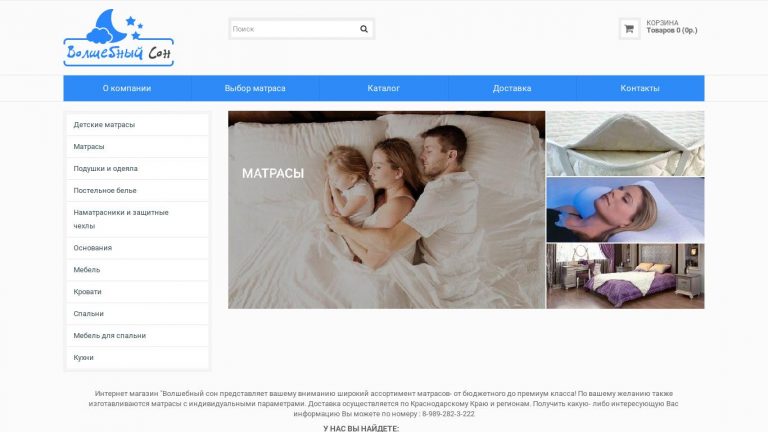 Волшебный Сон
Поиск
КОРЗИНА
Товаров 0 (0р.)
О компании
Выбор матраса
Каталог
Доставка
Контакты
Детские матрасы
Матрасы
Подушки и одеяла
Постельное белье
Наматрасники и защитные
чехлы
Основания
Мебель
Кровати
Спальни
Мебель для спальни
Кухни
МАТРАСЫ
Интернет магазин "Волшебный сон представляет вашему вниманию широкий ассортимент матрасов- от бюджетного до премиум класса! По вашему желанию также
изготавливаются матрасы с индивидуальными параметрами. Доставка осуществляется по Краснодарскому Краю и регионам. Получить какую- либо интересующую Вас
информацию Вы можете по номеру : 8-989-282-3-222
У НАС ВЫ НАЙДЕТЕ: